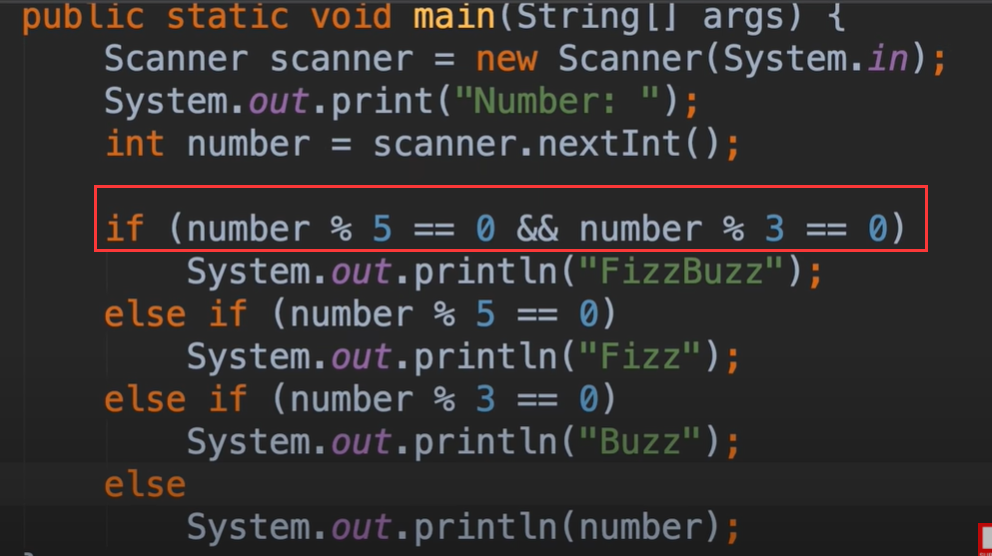 public static void main(String[] args) {
Scanner scanner = new Scanner(System.in);
System.out.print("Number: ");
int number = scanner.nextInt();
if (number % 5 == 0 && number % 3 == 0)
System.out.println("FizzBuzz");
else if (number % 5 == 0)
System.out.println("Fizz");
else if (number % 3 == 0)
System.out.println("Buzz");
else
System.out.println(number);